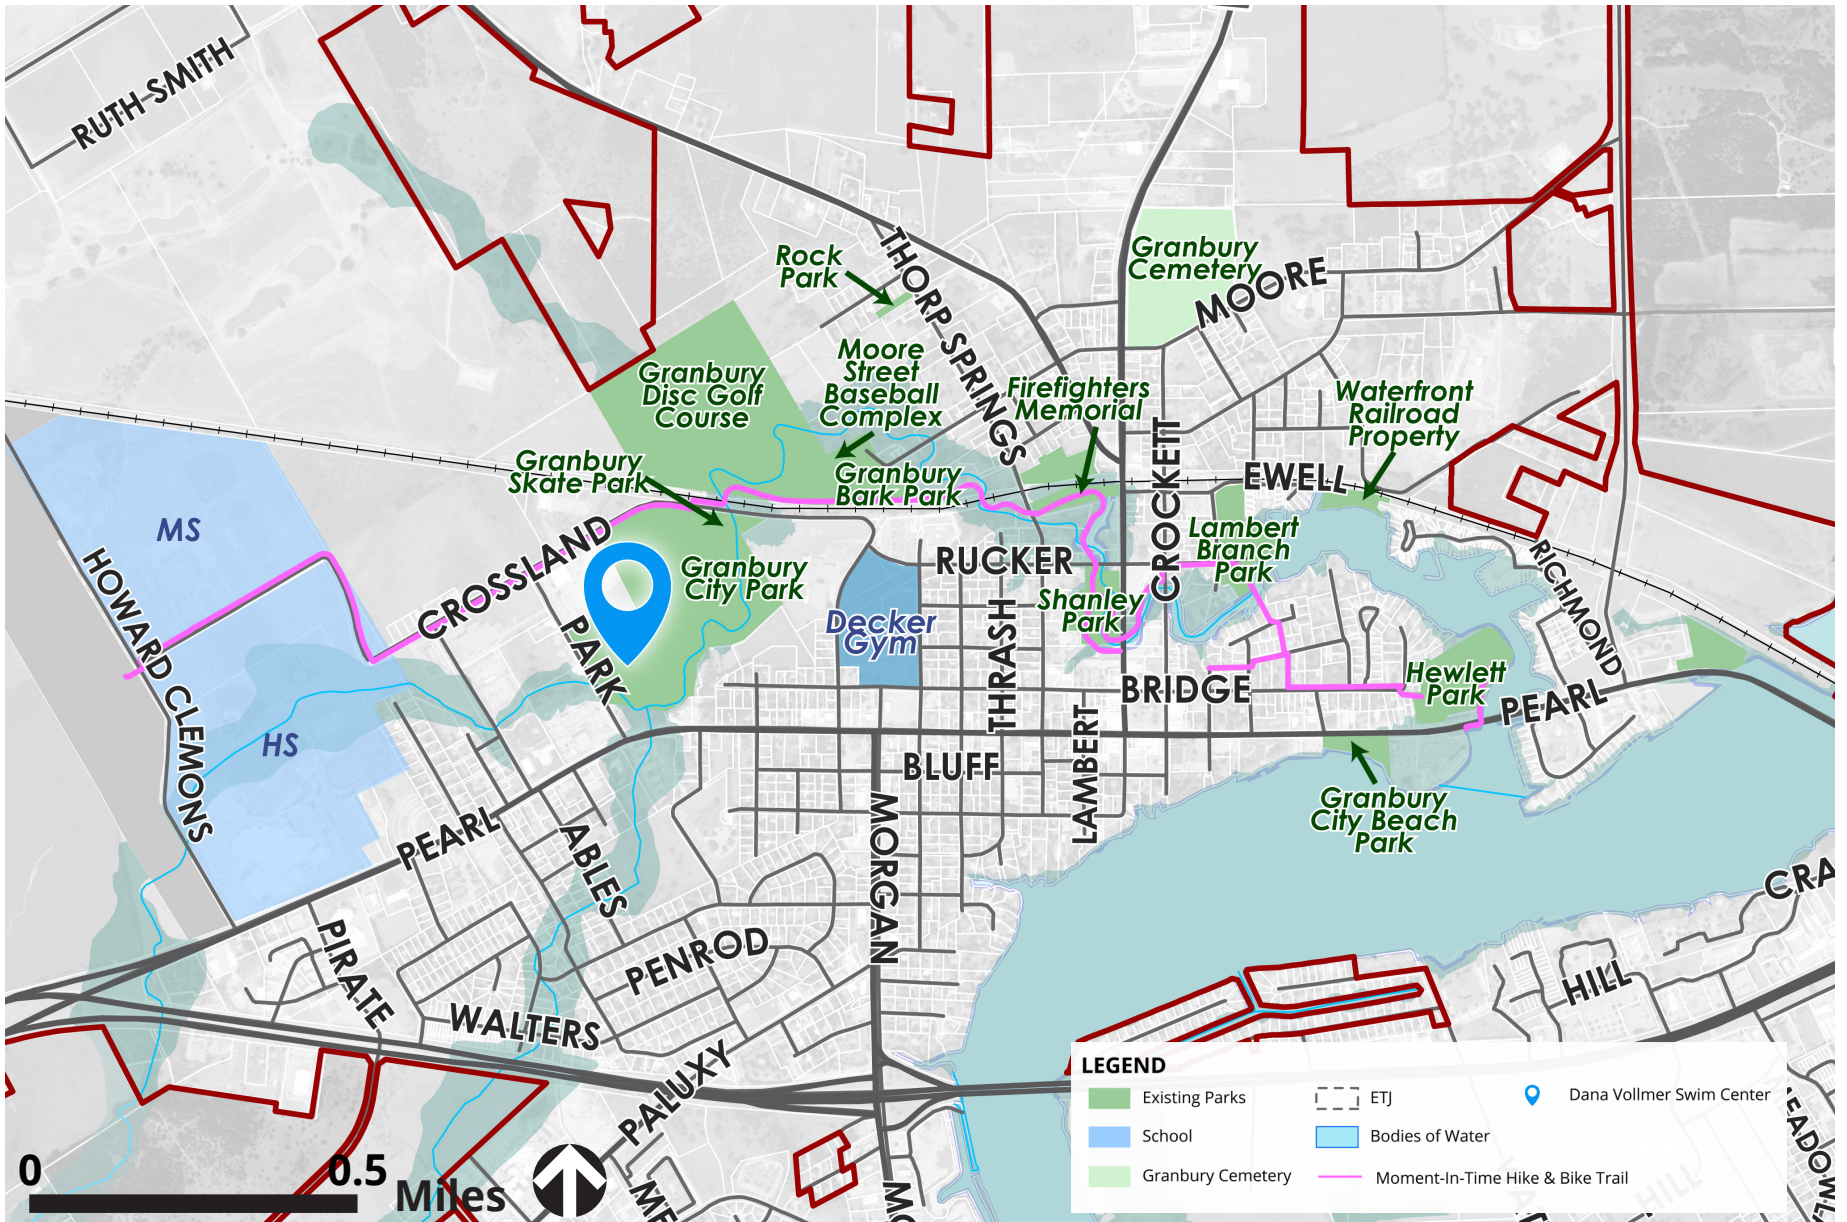 RUTH SMITH
Rock
Park
THORP SPRINGS
Granbury
Cemetery
MOORE
Granbury
Disc Golf
Course
Moore
Street
Baseball
Complex
Firefighters
Memorial
Waterfront
Railroad
Property
Granbury
Skate Park
Granbury
Bark Park
CROCKETT
EWELL
MS
HOWARD CLEMONS
CROSSLAND
Granbury
City Park
RUCKER
Lambert
Branch
Park
RICHMOND
PARK
Decker
Gym
THRASH
Shanley
Park
BRIDGE
Hewlett
Park
PEARL
HS
BLUFF
LAMBERT
PEARL
ABLES
MORGAN
Granbury
City Beach
Park
CRA
PIRATE
PENROD
HILL
WALTERS
PALUXY
LEGEND
Existing Parks
School
Granbury Cemetery
ETJ
Bodies of Water
Moment-In-Time Hike & Bike Trail
Dana Vollmer Swim Center
0
0.5
Miles
ME
MO
HILL